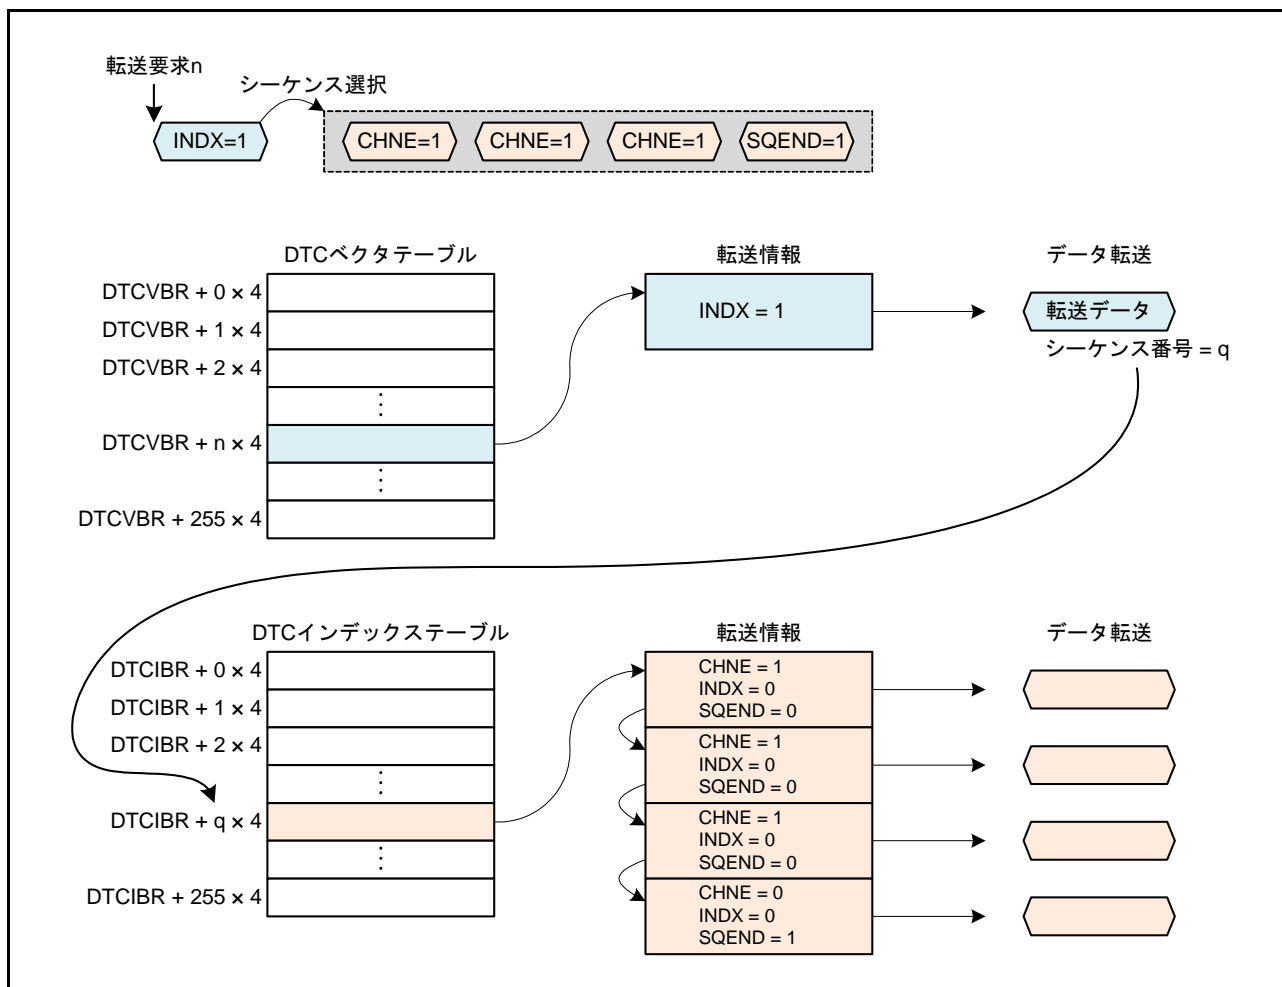 転送要求n
シーケンス選択
INDX=1
CHNE=1
CHNE=1
CHNE=1
SQEND=1
DTCベクタテーブル
転送情報
データ転送
DTCVBR + 0 × 4
DTCVBR + 1 × 4
DTCVBR + 2 × 4
⋮
DTCVBR + n × 4
⋮
DTCVBR + 255 × 4
INDX = 1
転送データ
シーケンス番号 = q
DTCインデックステーブル
転送情報
データ転送
DTCIBR + 0 × 4
DTCIBR + 1 × 4
DTCIBR + 2 × 4
⋮
DTCIBR + q × 4
⋮
DTCIBR + 255 × 4
CHNE = 1
INDX = 0
SQEND = 0
CHNE = 1
INDX = 0
SQEND = 0
CHNE = 1
INDX = 0
SQEND = 0
CHNE = 0
INDX = 0
SQEND = 1